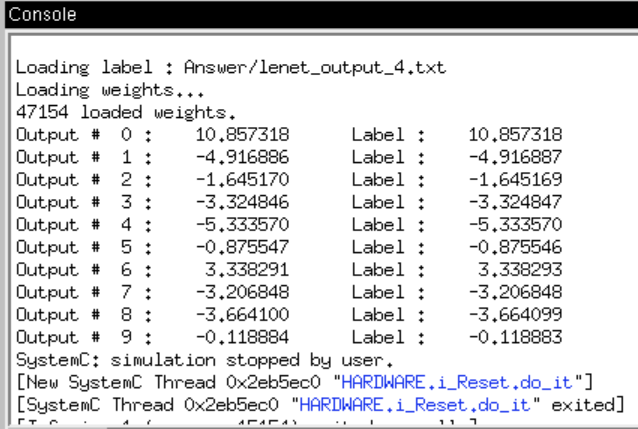 Console
Loading label : Answer/lenet_output_4.txt
Loading weights...
47154 loaded weights.
Output #  0 :     10.857318     Label :     10.857318
Output #  1 :     -4.916886     Label :     -4.916887
Output #  2 :     -1.645170     Label :     -1.645169
Output #  3 :     -3.324846     Label :     -3.324847
Output #  4 :     -5.333570     Label :     -5.333570
Output #  5 :     -0.875547     Label :     -0.875546
Output #  6 :      3.338291     Label :      3.338293
Output #  7 :     -3.206848     Label :     -3.206848
Output #  8 :     -3.664100     Label :     -3.664099
Output #  9 :     -0.118884     Label :     -0.118883
SystemC: simulation stopped by user.
[New SystemC Thread 0x2eb5ec0 "HARDWARE.i_Reset.do_it"]
[SystemC Thread 0x2eb5ec0 "HARDWARE.i_Reset.do_it" exited]